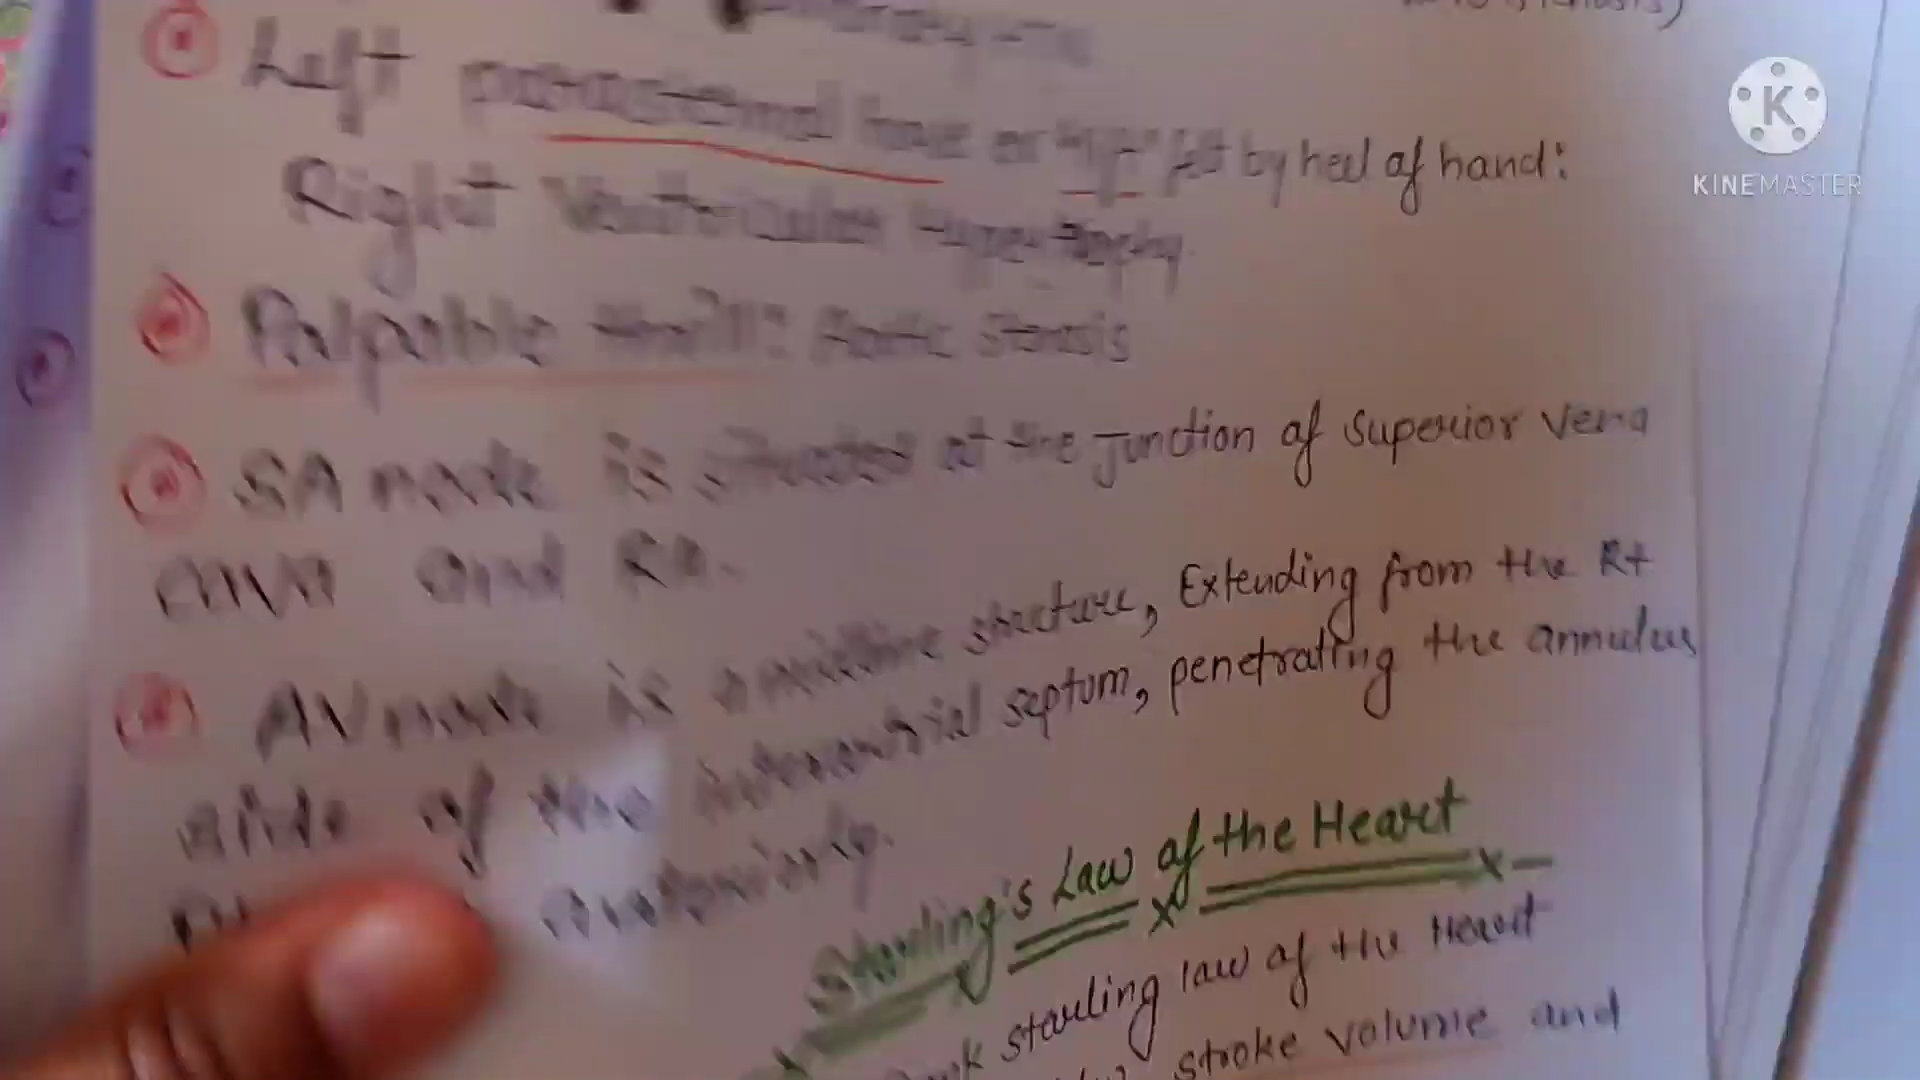 Left parasternal heave or "lift" felt by heel of hand:
Right Ventricular Hypertrophy.
Palpable thrill: Aortic Stenosis
SA node is situated at the junction of superior vena
cava and RA.
AV node is a midline structure, Extending from the Rt
side of the interatrial septum, penetrating the annulus
anteriorly.
Starling's Law of the Heart
starling law of the Heart
stroke volume and
K
KINEMASTER